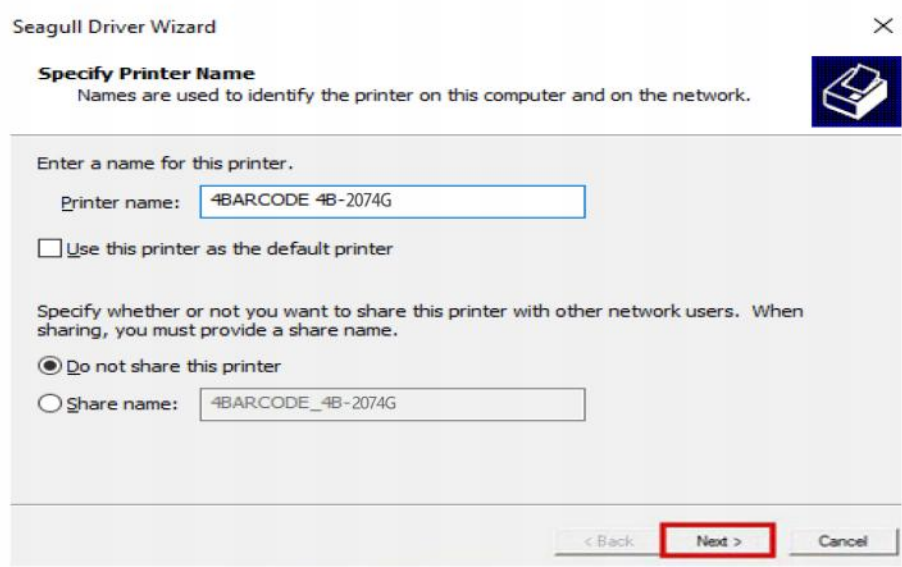 Seagull Driver Wizard
Specify Printer Name
Names are used to identify the printer on this computer and on the network.
Enter a name for this printer.
Printer name: 4BARCODE 4B-2074G
Use this printer as the default printer
Specify whether or not you want to share this printer with other network users. When
sharing, you must provide a share name.
Do not share this printer
Share name: 4BARCODE_4B-2074G
< Back Next > Cancel